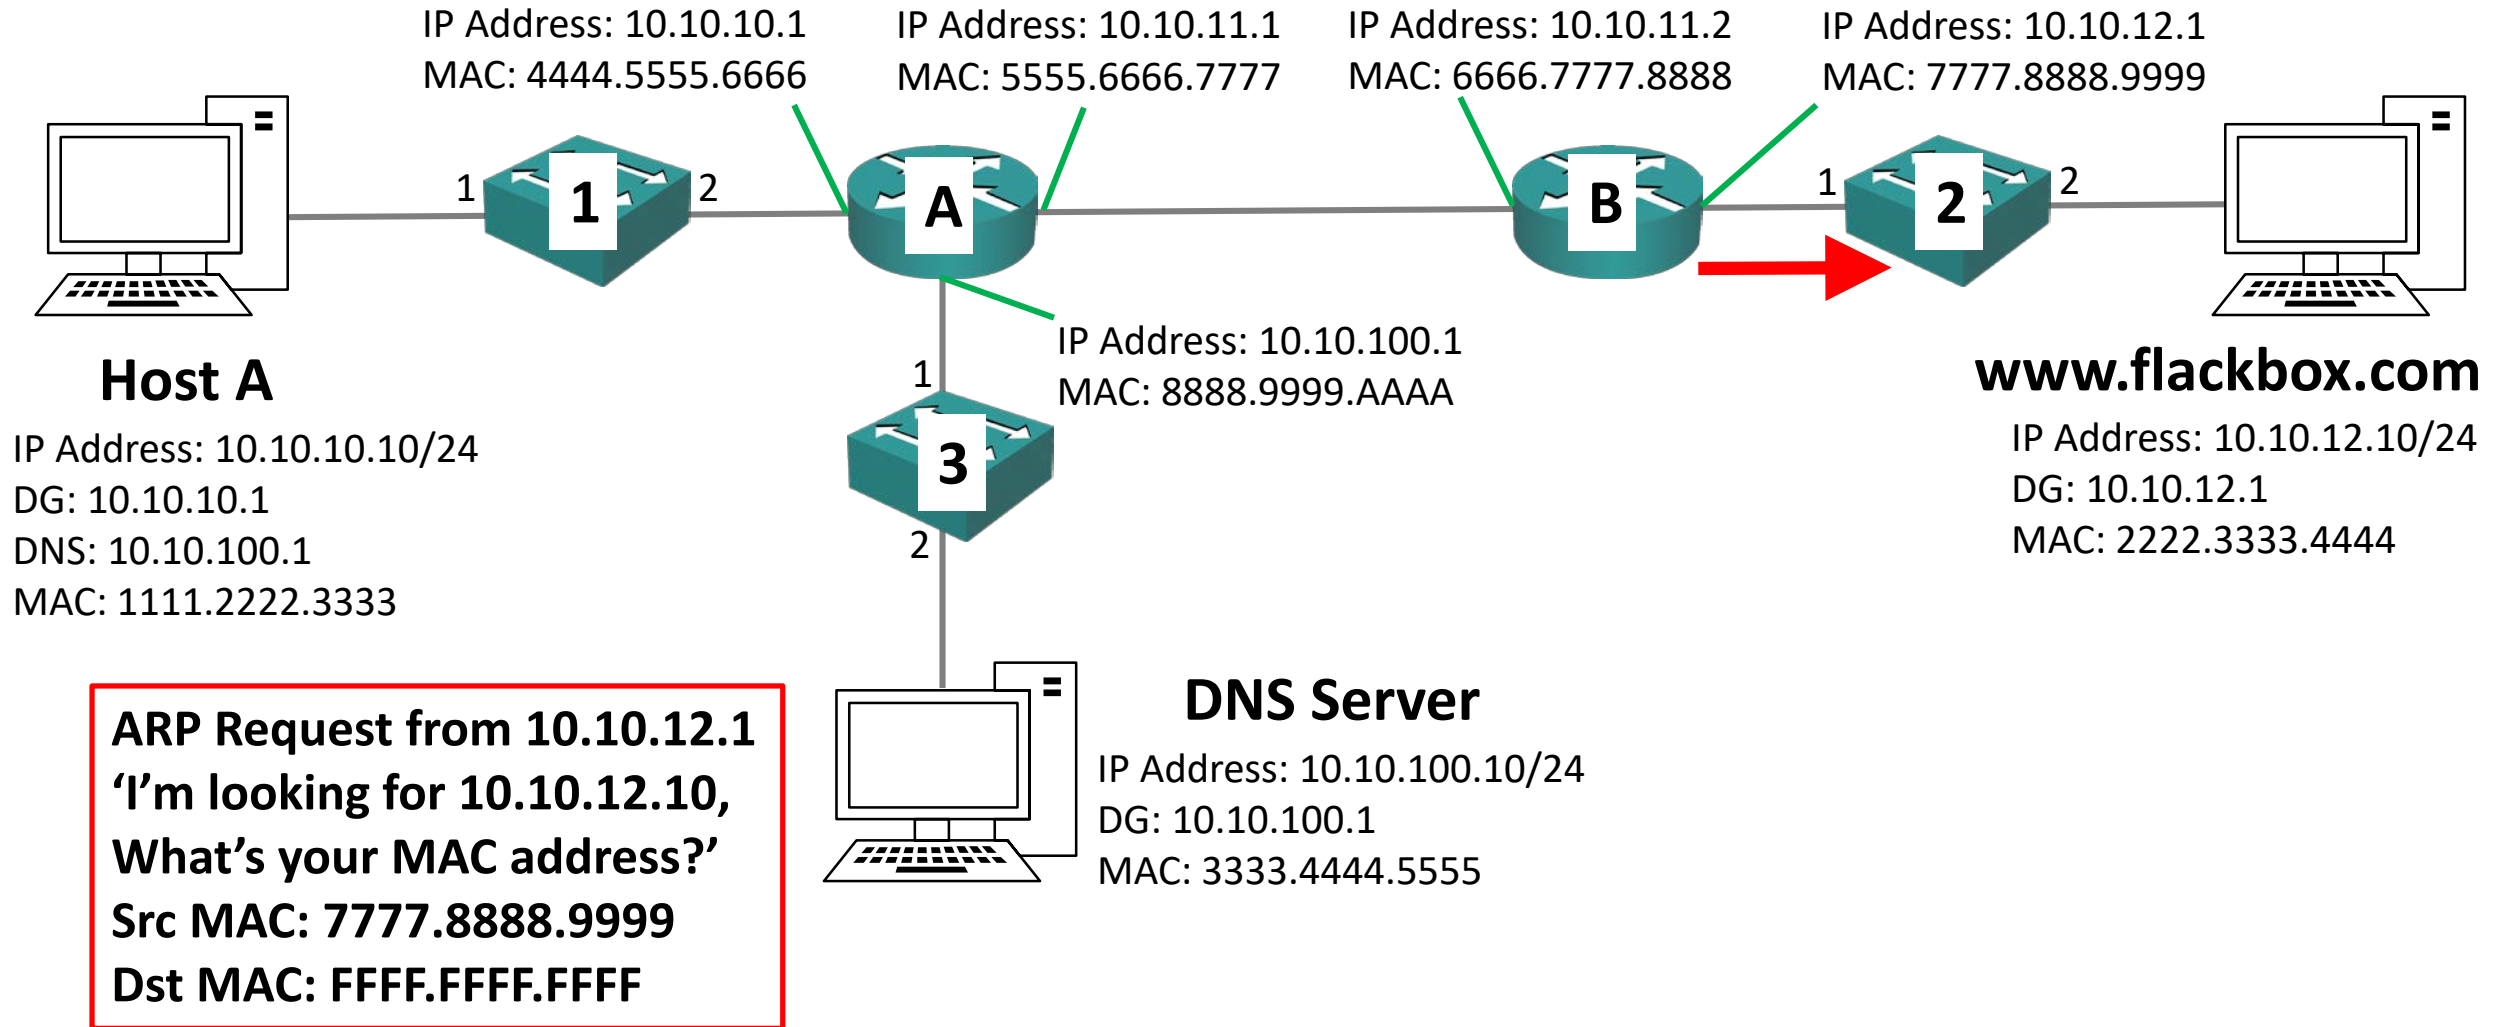 IP Address: 10.10.10.1
MAC: 4444.5555.6666
IP Address: 10.10.11.1
MAC: 5555.6666.7777
IP Address: 10.10.11.2
MAC: 6666.7777.8888
IP Address: 10.10.12.1
MAC: 7777.8888.9999
1
1
2
A
B
1
2
2
Host A
IP Address: 10.10.10.10/24
DG: 10.10.10.1
DNS: 10.10.100.1
MAC: 1111.2222.3333
IP Address: 10.10.100.1
MAC: 8888.9999.AAAA
1
3
2
www.flackbox.com
IP Address: 10.10.12.10/24
DG: 10.10.12.1
MAC: 2222.3333.4444
ARP Request from 10.10.12.1
‘I’m looking for 10.10.12.10,
What’s your MAC address?’
Src MAC: 7777.8888.9999
Dst MAC: FFFF.FFFF.FFFF
DNS Server
IP Address: 10.10.100.10/24
DG: 10.10.100.1
MAC: 3333.4444.5555